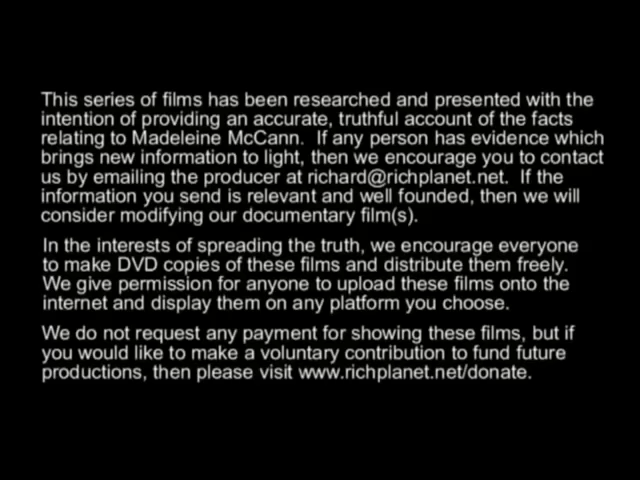 This series of films has been researched and presented with the
intention of providing an accurate, truthful account of the facts
relating to Madeleine McCann.  If any person has evidence which
brings new information to light, then we encourage you to contact
us by emailing the producer at richard@richplanet.net.  If the
information you send is relevant and well founded, then we will
consider modifying our documentary film(s).
In the interests of spreading the truth, we encourage everyone
to make DVD copies of these films and distribute them freely.
We give permission for anyone to upload these films onto the
internet and display them on any platform you choose.
We do not request any payment for showing these films, but if
you would like to make a voluntary contribution to fund future
productions, then please visit www.richplanet.net/donate.